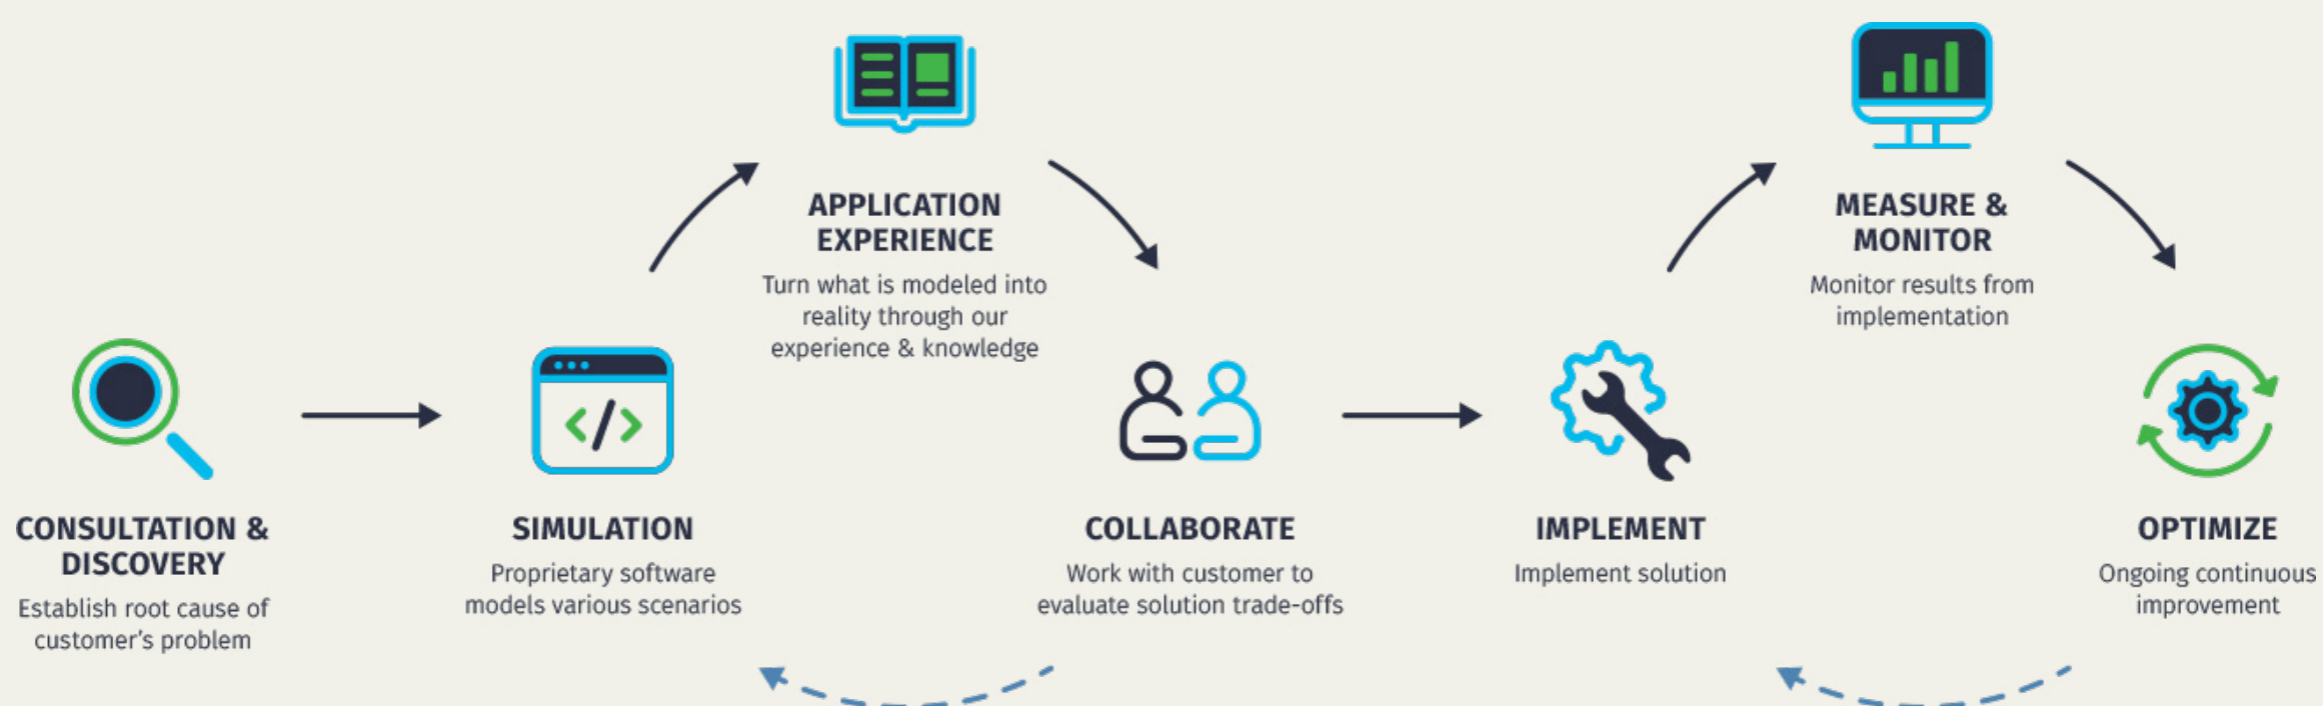 CONSULTATION &
DISCOVERY
Establish root cause of
customer's problem
SIMULATION
Proprietary software
models various scenarios
APPLICATION
EXPERIENCE
Turn what is modeled into
reality through our
experience & knowledge
COLLABORATE
Work with customer to
evaluate solution trade-offs
IMPLEMENT
Implement solution
MEASURE &
MONITOR
Monitor results from
implementation
OPTIMIZE
Ongoing continuous
improvement